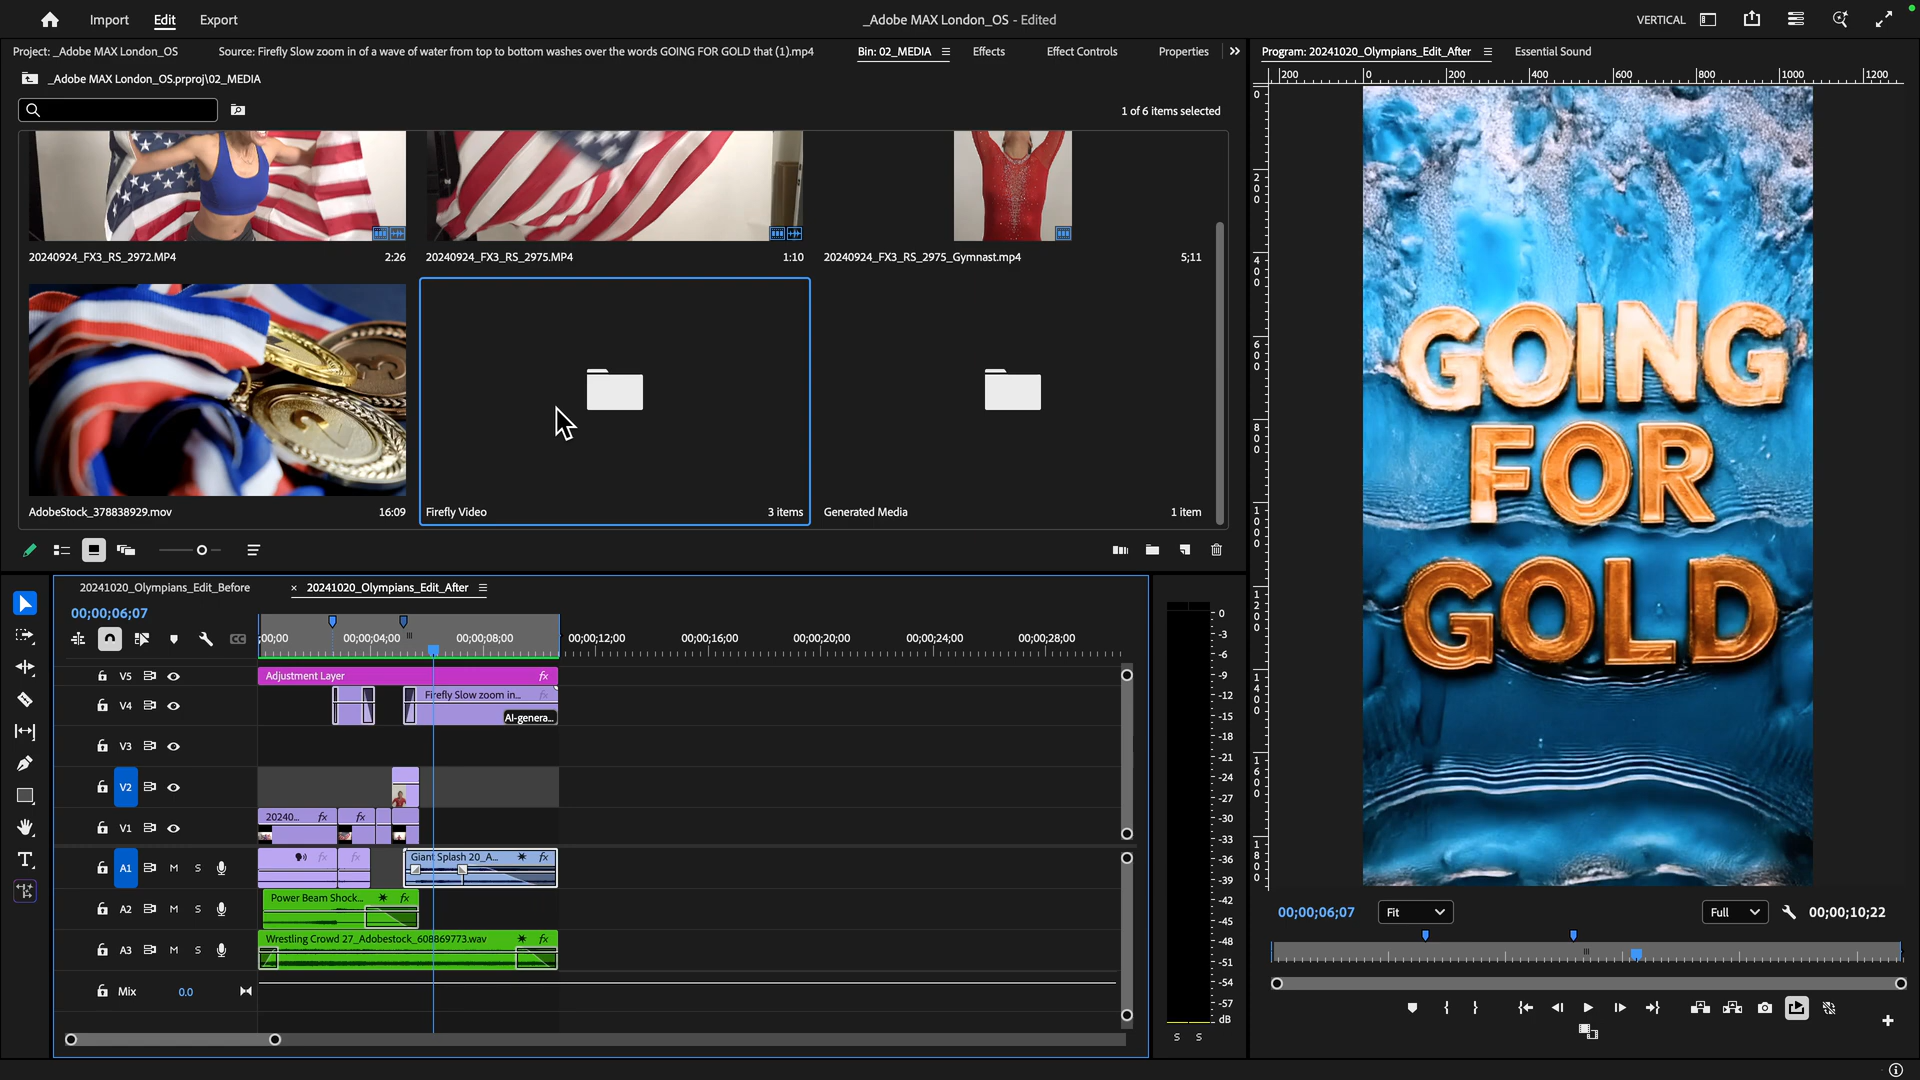 Import Edit Export _Adobe MAX London_OS - Edited VERTICAL
Project: _Adobe MAX London_OS Source: Firefly Slow zoom in of a wave of water from top to bottom washes over the words GOING FOR GOLD that (1).mp4 Bin: 02_MEDIA Effects Effect Controls Properties
Program: 20241020_Olympians_Edit_After Essential Sound
_Adobe MAX London_OS.prproj\02_MEDIA
1 of 6 items selected
20240924_FX3_RS_2972.MP4 2:26
20240924_FX3_RS_2975.MP4 1:10
20240924_FX3_RS_2975_Gymnast.mp4 5;11
AdobeStock_378838929.mov 16:09
Firefly Video 3 items
Generated Media 1 item
200 0 200 400 600 800 1000 1200
0
200
400
600
800
1000
1200
1400
1600
1800
GOING
FOR
GOLD
00;00;06;07 Fit Full 00;00;10;22
20241020_Olympians_Edit_Before × 20241020_Olympians_Edit_After
00;00;06;07
CC
;00;00 00;00;04;00 00;00;08;00 00;00;12;00 00;00;16;00 00;00;20;00 00;00;24;00 00;00;28;00
V5 Adjustment Layer fx
V4 Firefly Slow zoom in... fx
AI-genera...
V3
V2
V1 20240... fx fx
A1 M S fx fx Giant Splash 20_A... fx
A2 M S Power Beam Shock... fx
A3 M S Wrestling Crowd 27_Adobestock_608869773.wav fx
Mix 0.0
0
-3
-6
-9
-12
-15
-18
-21
-24
-27
-30
-33
-36
-39
-42
-45
-48
-51
-54
-57
dB
S S